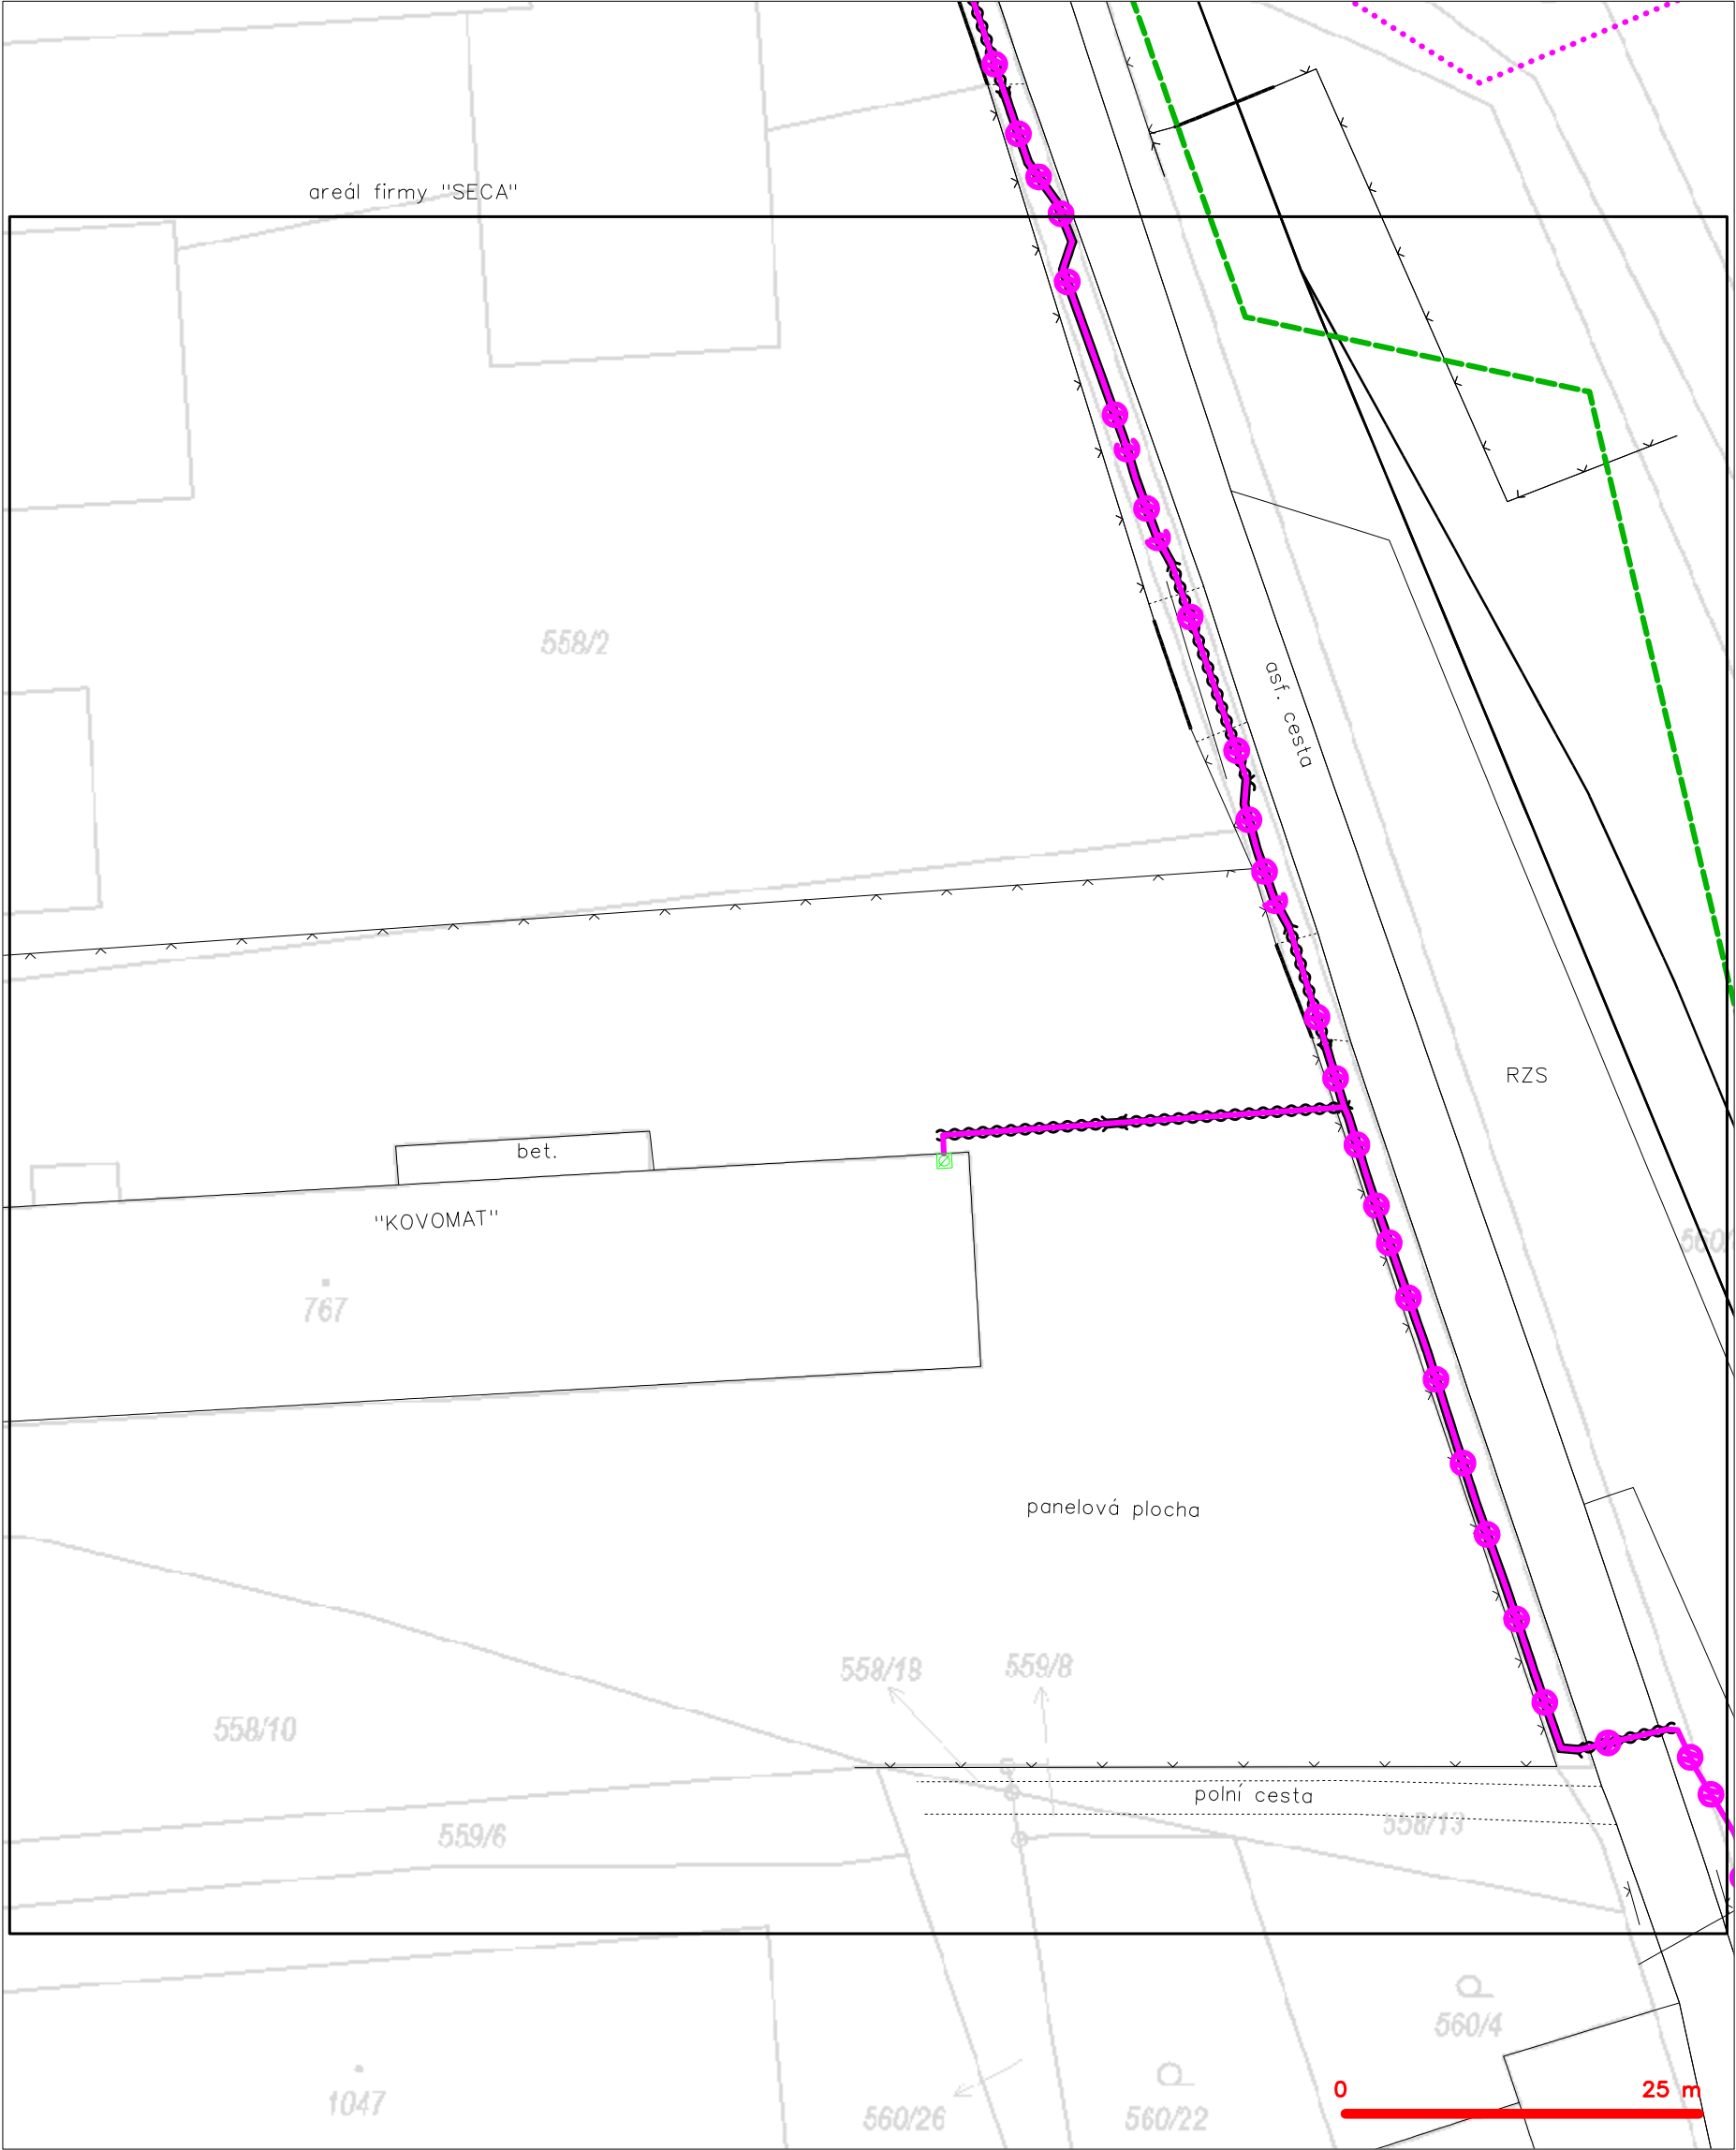 areál firmy "SECA"
558/2
asf. cesta
RZS
bet.
"KOVOMAT"
767
panelová plocha
558/18
559/8
558/10
polní cesta
558/13
559/6
560/4
0 25 m
1047
560/26
560/22